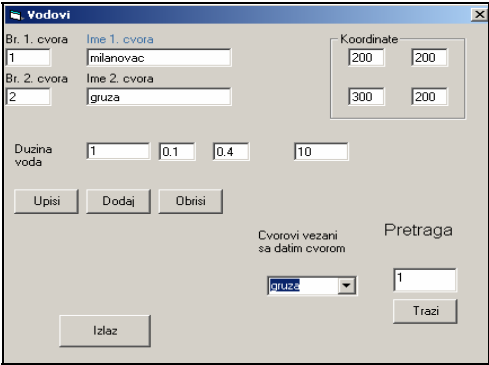 Vodovi
Br. 1. cvora Ime 1. cvora Koordinate
1 milanovac 200 200
Br. 2. cvora Ime 2. cvora
2 gruza 300 200
Duzina voda 1 0.1 0.4 10
Upisi Dodaj Obrisi
Cvorovi vezani
sa datim cvorom
Pretraga
gruza 1
Trazi
Izlaz